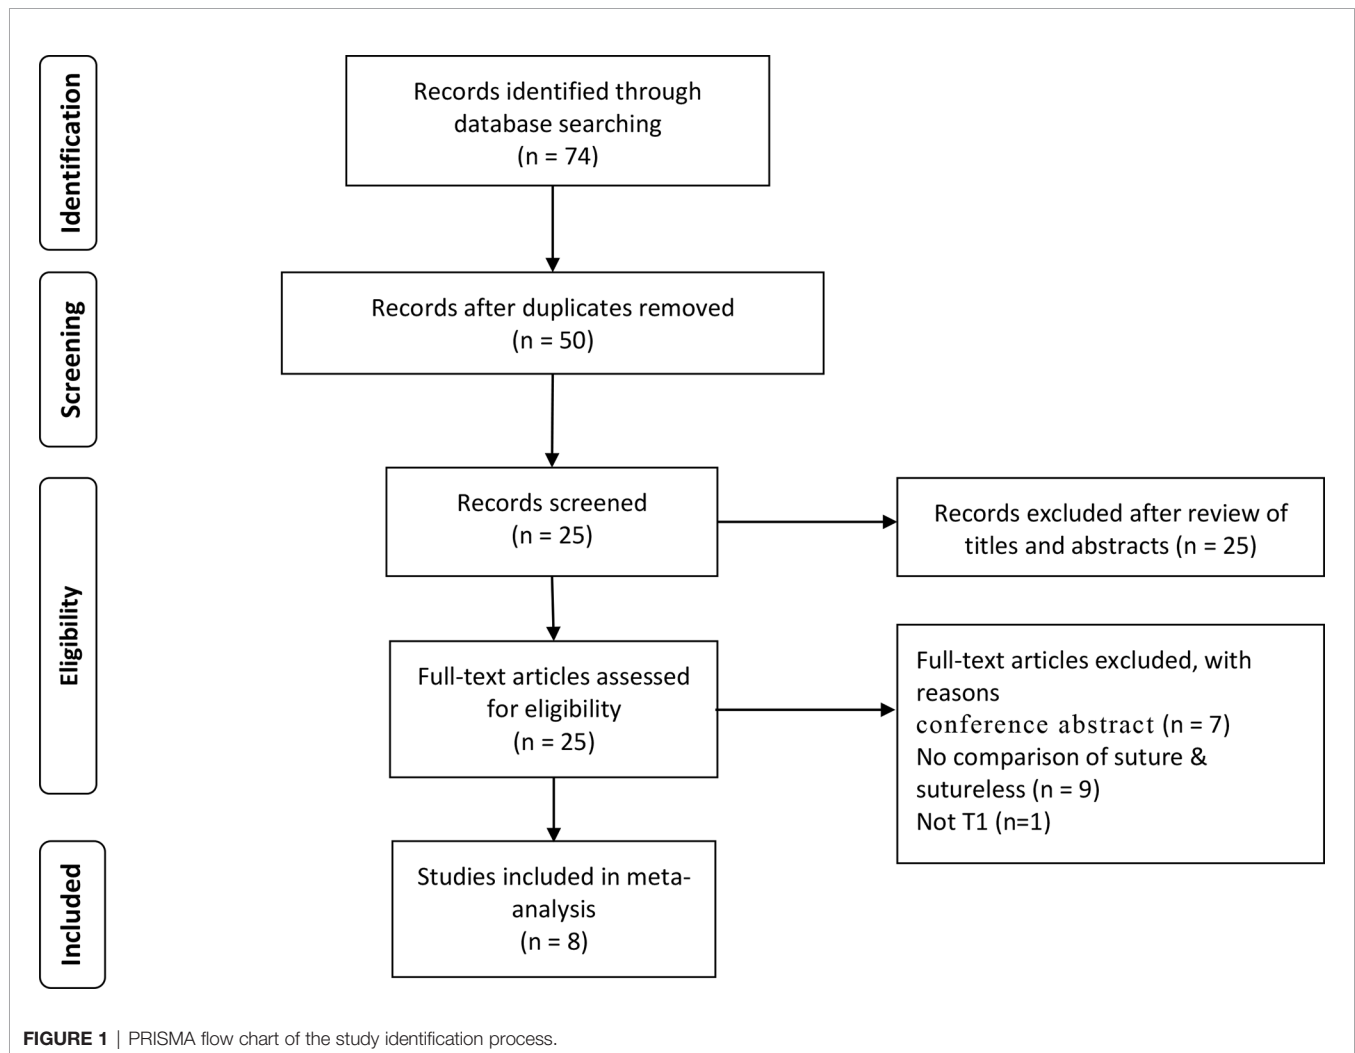 Identification
Records identified through
database searching
(n = 74)
Screening
Records after duplicates removed
(n = 50)
Eligibility
Records screened
(n = 25)
Records excluded after review of
titles and abstracts (n = 25)
Full-text articles assessed
for eligibility
(n = 25)
Full-text articles excluded, with
reasons
conference abstract (n = 7)
No comparison of suture &
sutureless (n = 9)
Not T1 (n=1)
Included
Studies included in meta-
analysis
(n = 8)
FIGURE 1 | PRISMA flow chart of the study identification process.